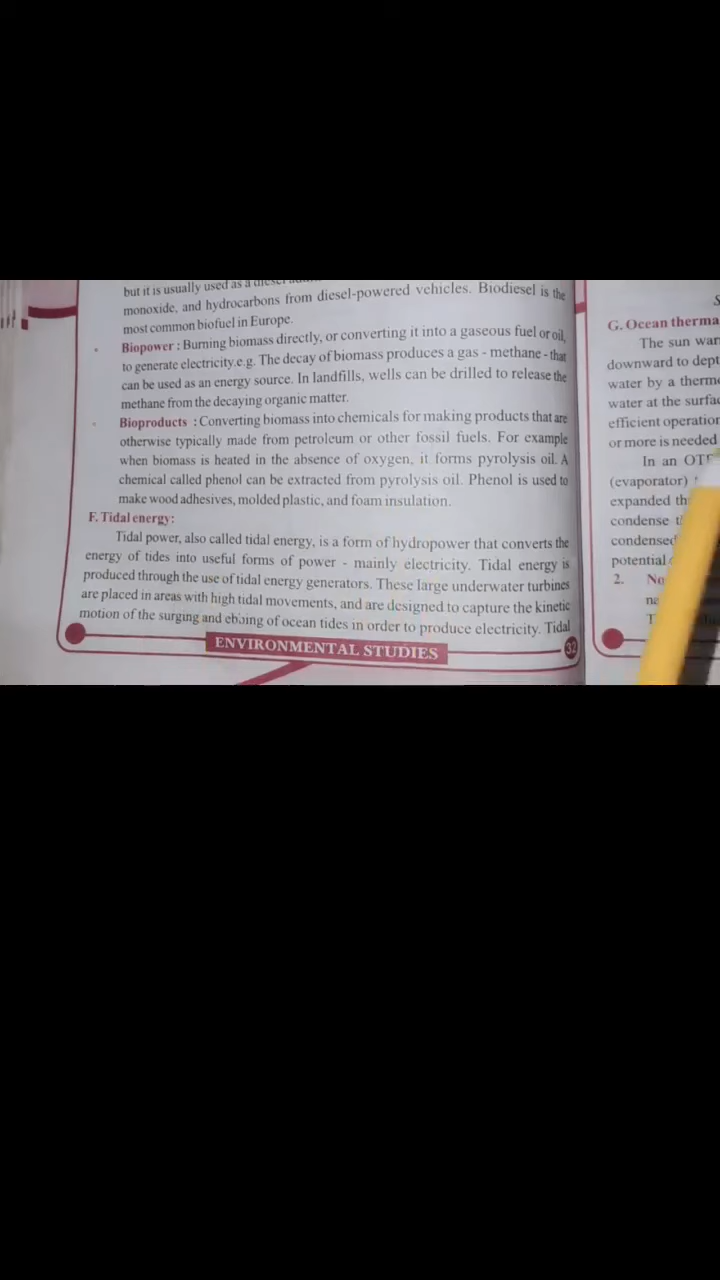 but it is usually used as a diesel
monoxide, and hydrocarbons from diesel-powered vehicles. Biodiesel is the
most common biofuel in Europe.
Biopower : Burning biomass directly, or converting it into a gaseous fuel or oil,
to generate electricity.e.g. The decay of biomass produces a gas - methane - that
can be used as an energy source. In landfills, wells can be drilled to release the
methane from the decaying organic matter.
Bioproducts : Converting biomass into chemicals for making products that are
otherwise typically made from petroleum or other fossil fuels. For example
when biomass is heated in the absence of oxygen, it forms pyrolysis oil. A
chemical called phenol can be extracted from pyrolysis oil. Phenol is used to
make wood adhesives, molded plastic, and foam insulation.
F. Tidal energy:
Tidal power, also called tidal energy, is a form of hydropower that converts the
energy of tides into useful forms of power - mainly electricity. Tidal energy is
produced through the use of tidal energy generators. These large underwater turbines
are placed in areas with high tidal movements, and are designed to capture the kinetic
motion of the surging and ebbing of ocean tides in order to produce electricity. Tidal
ENVIRONMENTAL STUDIES
32
G. Ocean therma
The sun war
downward to dept
water by a therm
water at the surfac
efficient operation
or more is needed
In an OT
(evaporator)
expanded th
condense
condensed
potential
2. No